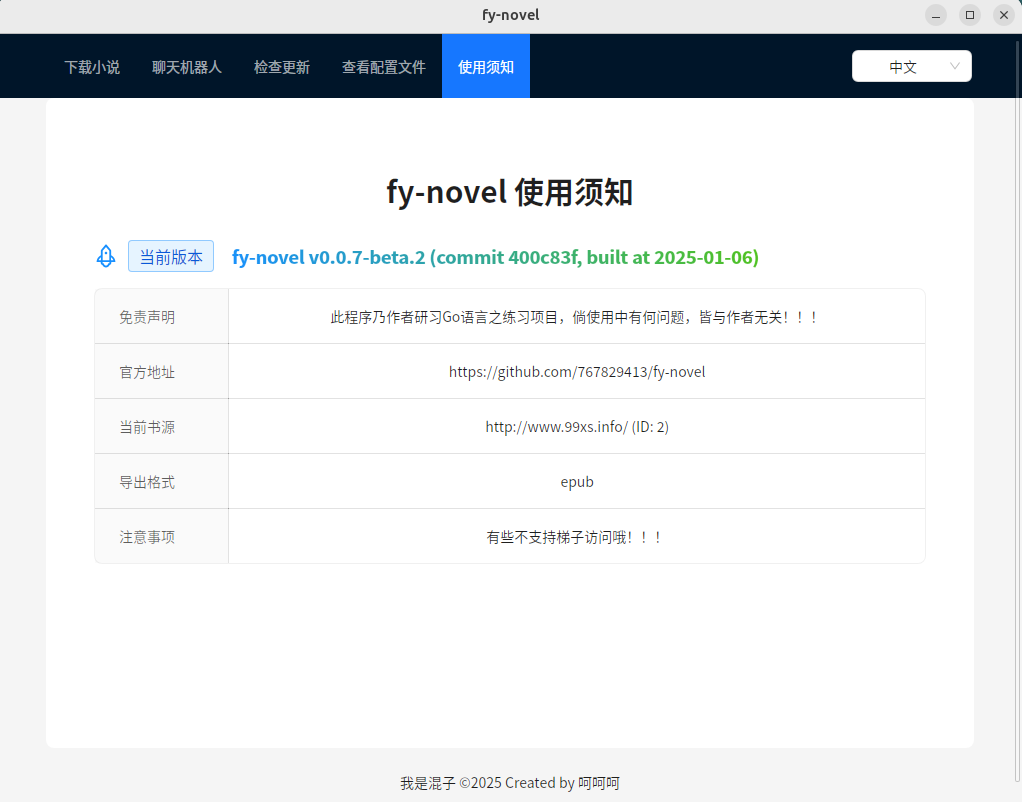 fy-novel
下载小说 聊天机器人 检查更新 查看配置文件 使用须知 中文
fy-novel 使用须知
当前版本 fy-novel v0.0.7-beta.2 (commit 400c83f, built at 2025-01-06)
免责声明 此程序乃作者研习Go语言之练习项目，倘使用中有何问题，皆与作者无关！！！
官方地址 https://github.com/767829413/fy-novel
当前书源 http://www.99xs.info/ (ID: 2)
导出格式 epub
注意事项 有些不支持梯子访问哦！！！
我是混子 ©2025 Created by 呵呵呵